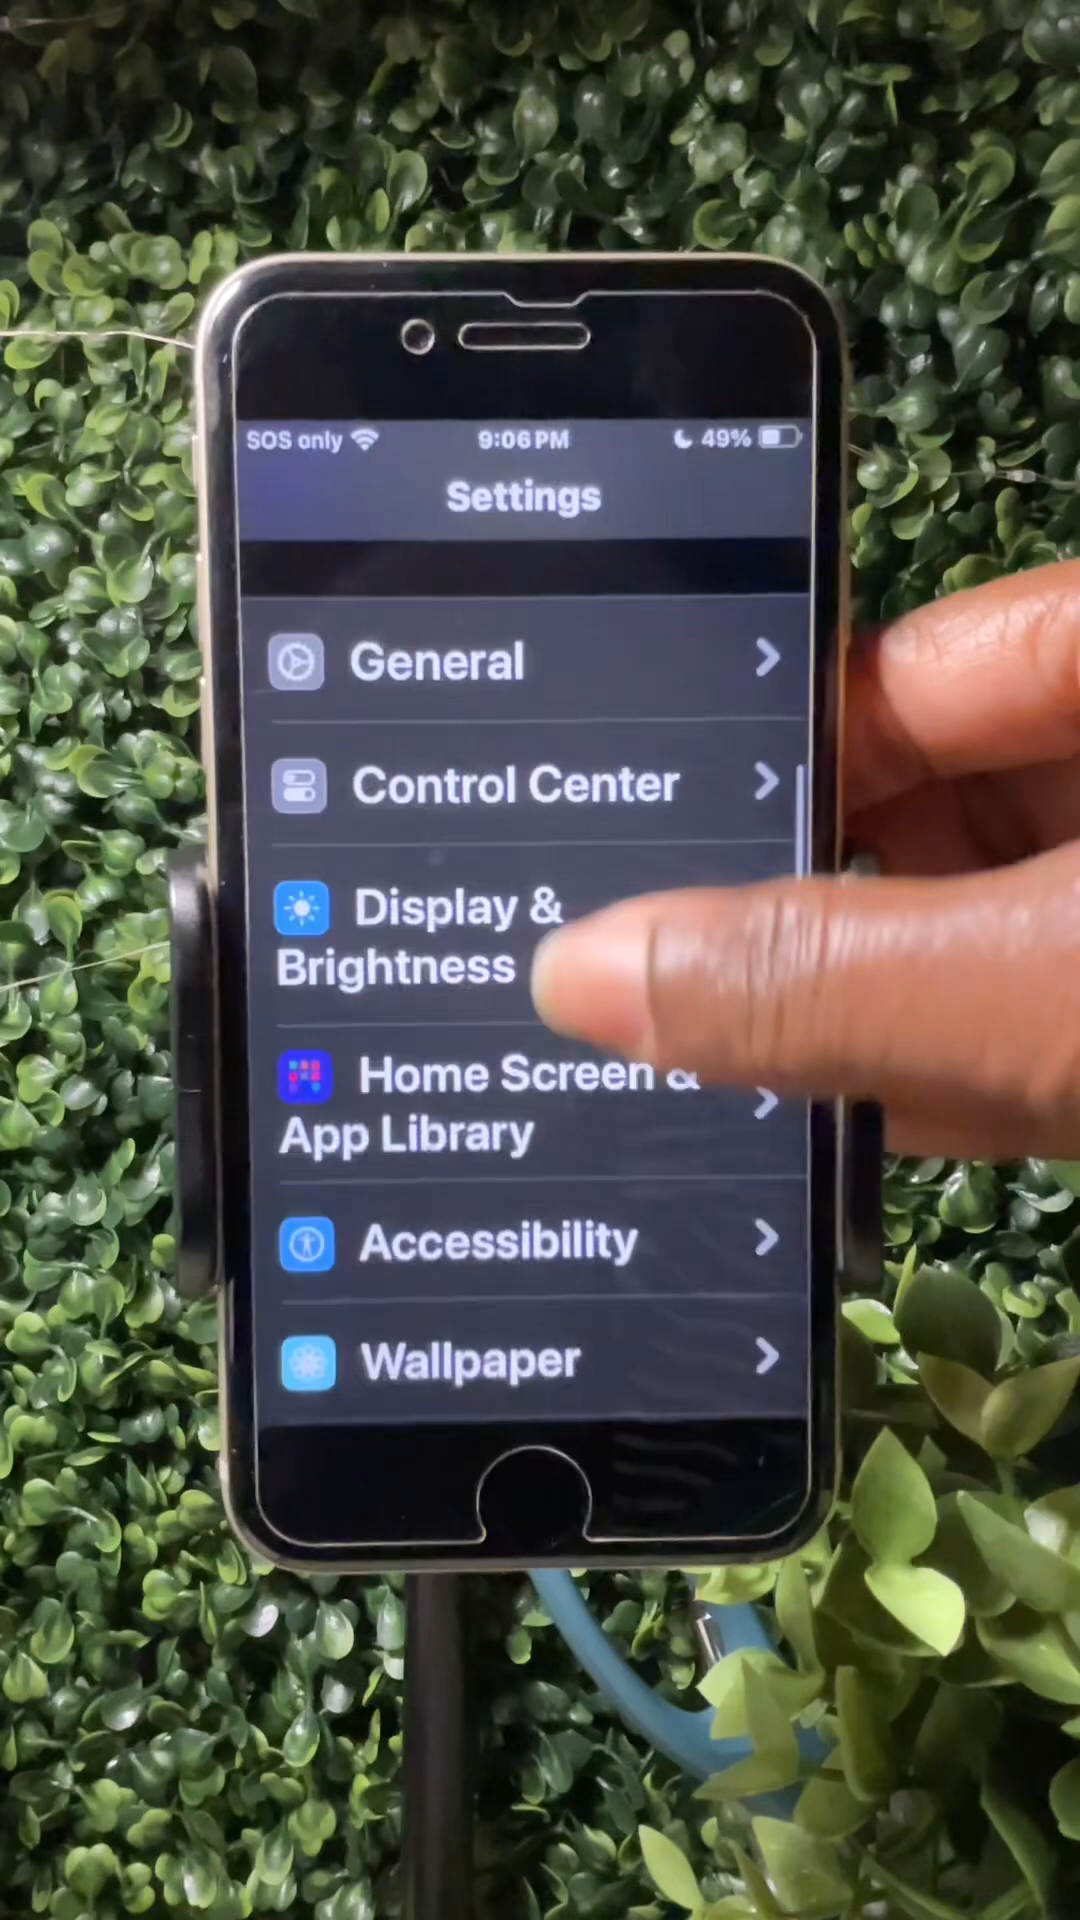 SOS only 9:06 PM 49%
Settings
General
Control Center
Display &
Brightness
Home Screen &
App Library
Accessibility
Wallpaper